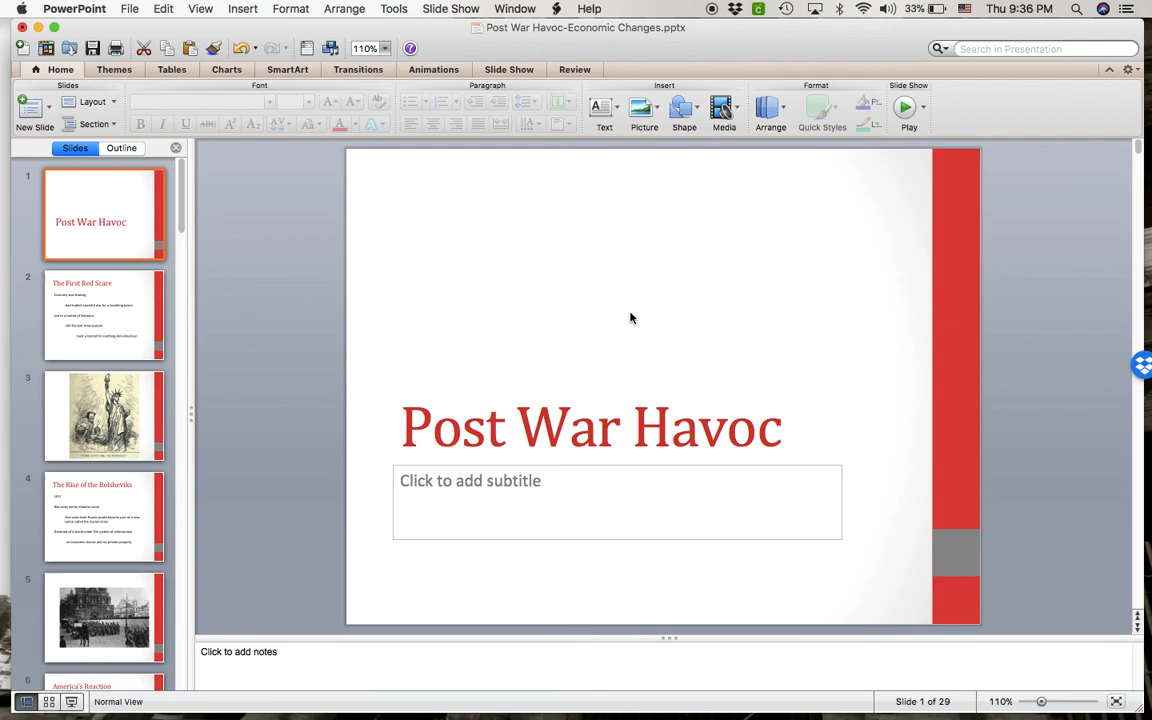 PowerPoint File Edit View Insert Format Arrange Tools Slide Show Window Help 33% Thu 9:36 PM
Post War Havoc-Economic Changes.pptx
110% Search in Presentation
Home Themes Tables Charts SmartArt Transitions Animations Slide Show Review
Slides Font Paragraph Insert Format Slide Show
New Slide Layout Section Text Picture Shape Media Arrange Quick Styles Play
Slides Outline
1
Post War Havoc
2
The First Red Scare
3
4
The Rise of the Bolsheviks
1917
5
6
America's Reaction
Post War Havoc
Click to add subtitle
Click to add notes
Normal View Slide 1 of 29 110%